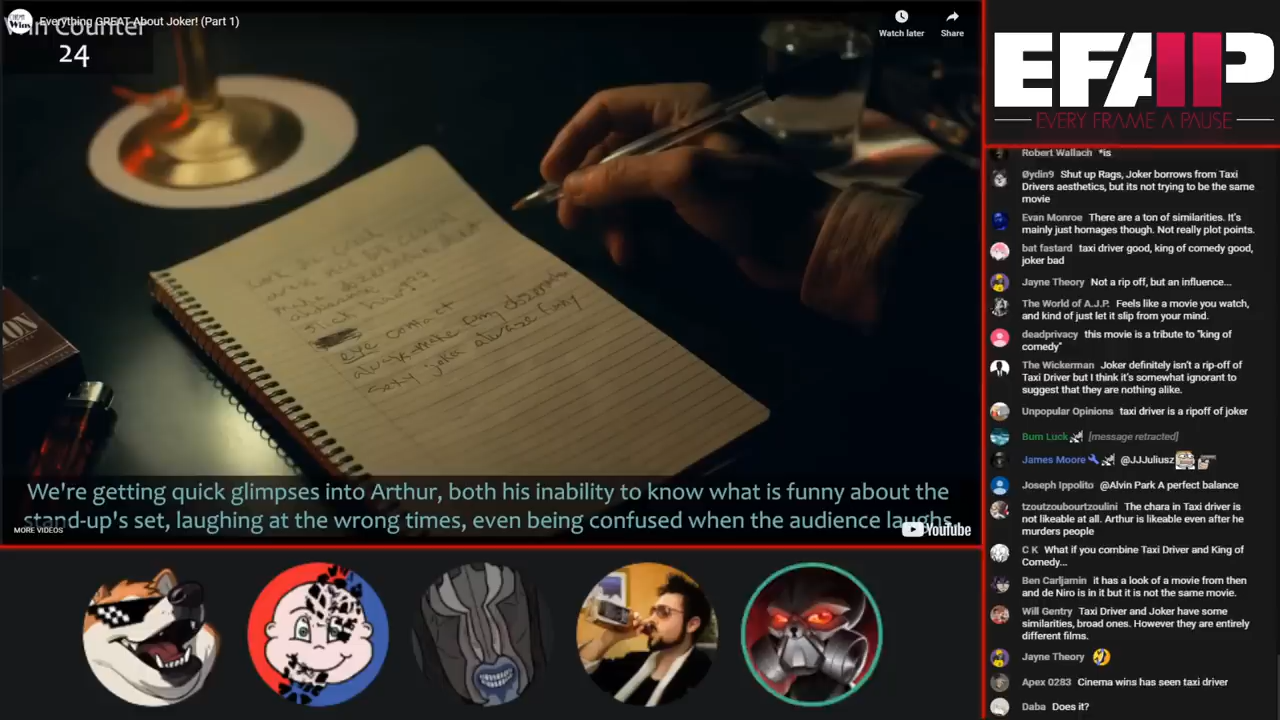 Everything GREAT About Joker! (Part 1)
Win Counter
24
Watch later
Share
eye contact
always make funny observation
sexy jokes alwaze funny
We're getting quick glimpses into Arthur, both his inability to know what is funny about the
stand-up's set, laughing at the wrong times, even being confused when the audience laughs.
MORE VIDEOS
YouTube
EFAP
EVERY FRAME A PAUSE
Robert Wallach *is
Øydin9 Shut up Rags, Joker borrows from Taxi
Drivers aesthetics, but its not trying to be the same
movie
Evan Monroe There are a ton of similarities. It's
mainly just homages though. Not really plot points.
bat fastard taxi driver good, king of comedy good,
joker bad
Jayne Theory Not a rip off, but an influence...
The World of A.J.P. Feels like a movie you watch,
and kind of just let it slip from your mind.
deadprivacy this movie is a tribute to "king of
comedy"
The Wickerman Joker definitely isn't a rip-off of
Taxi Driver but I think it's somewhat ignorant to
suggest that they are nothing alike.
Unpopular Opinions taxi driver is a ripoff of joker
Bum Luck [message retracted]
James Moore @JJJuliusz
Joseph Ippolito @Alvin Park A perfect balance
tzoutzoubourtzoulini The chara in Taxi driver is
not likeable at all. Arthur is likeable even after he
murders people
C K What if you combine Taxi Driver and King of
Comedy...
Ben Carljamin it has a look of a movie from then
and de Niro is in it but it is not the same movie.
Will Gentry Taxi Driver and Joker have some
similarities, broad ones. However they are entirely
different films.
Jayne Theory
Apex 0283 Cinema wins has seen taxi driver
Daba Does it?